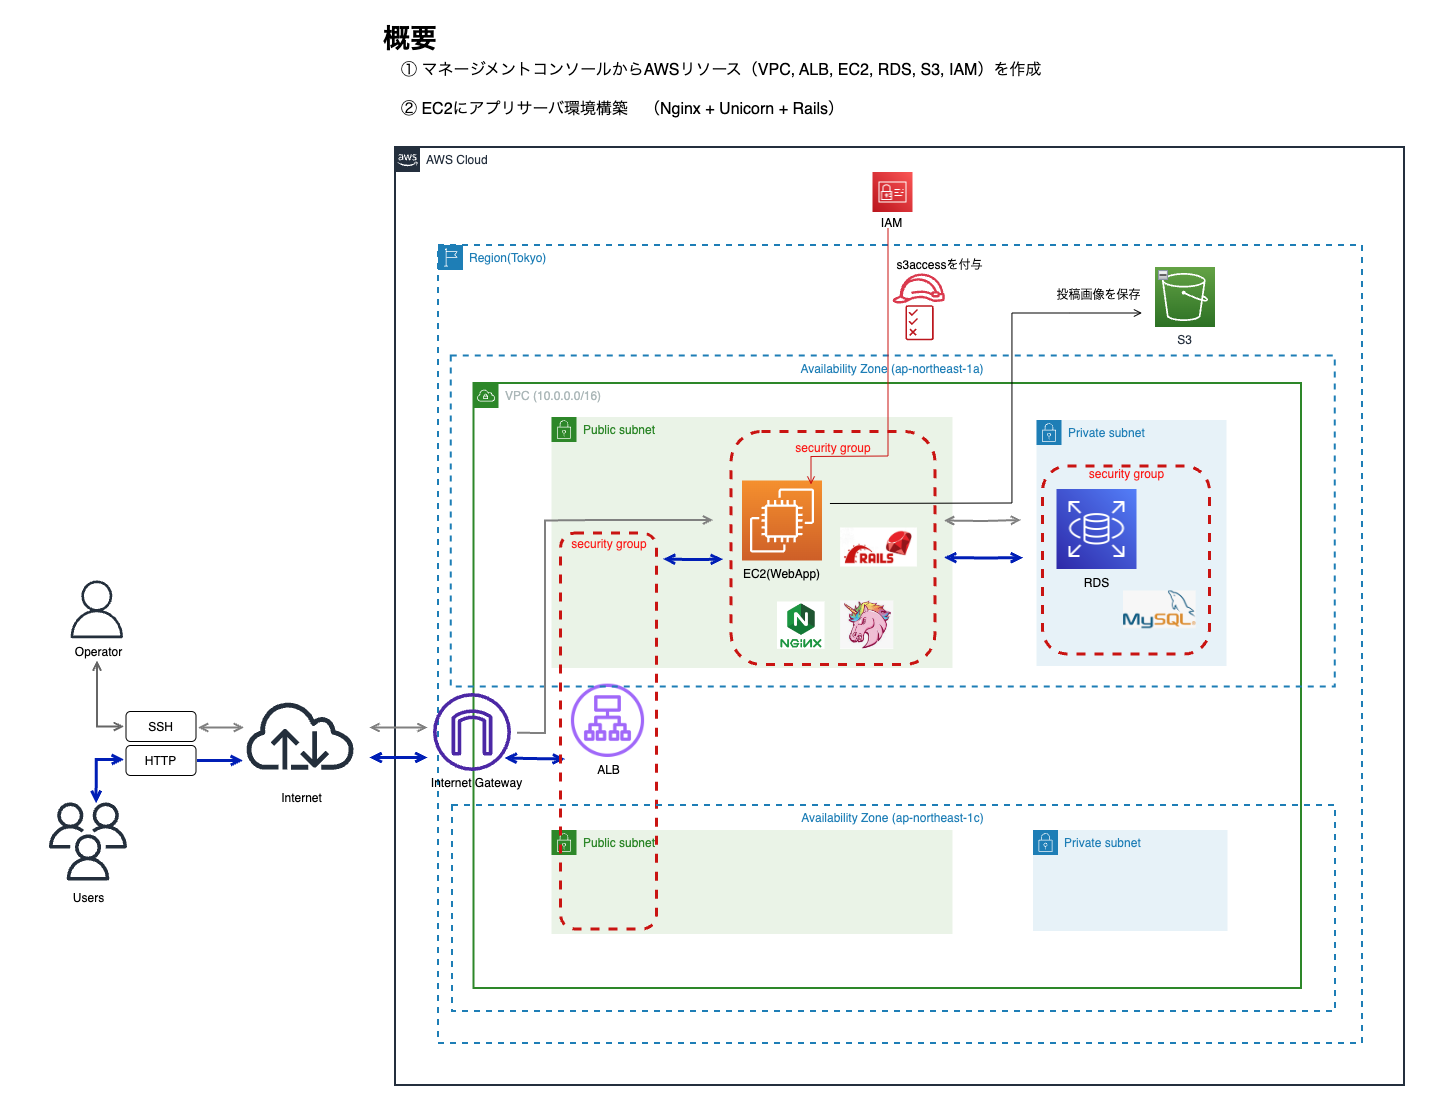 概要
① マネージメントコンソールからAWSリソース（VPC, ALB, EC2, RDS, S3, IAM）を作成
② EC2にアプリサーバ環境構築　（Nginx + Unicorn + Rails）
aws
AWS Cloud
IAM
Region(Tokyo)
s3accessを付与
投稿画像を保存
S3
Availability Zone (ap-northeast-1a)
VPC (10.0.0.0/16)
Public subnet
Private subnet
security group
security group
security group
EC2(WebApp)
RAILS
RDS
NGINX
MySQL®
Operator
SSH
HTTP
Internet
Internet Gateway
ALB
Users
Availability Zone (ap-northeast-1c)
Public subnet
Private subnet